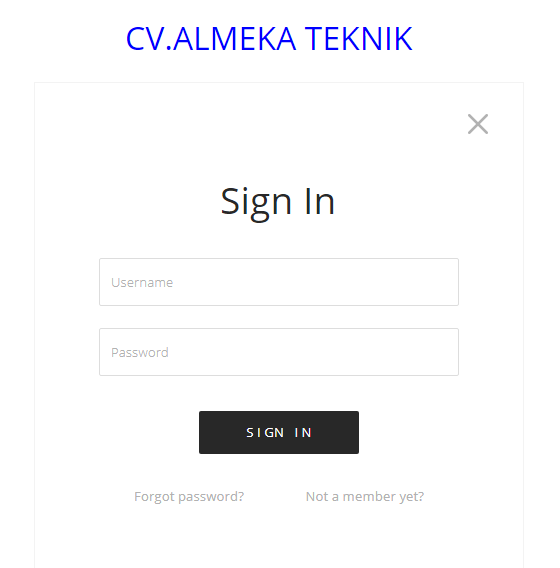 CV.ALMEKA TEKNIK
Sign In
Username
Password
SIGN IN
Forgot password? Not a member yet?